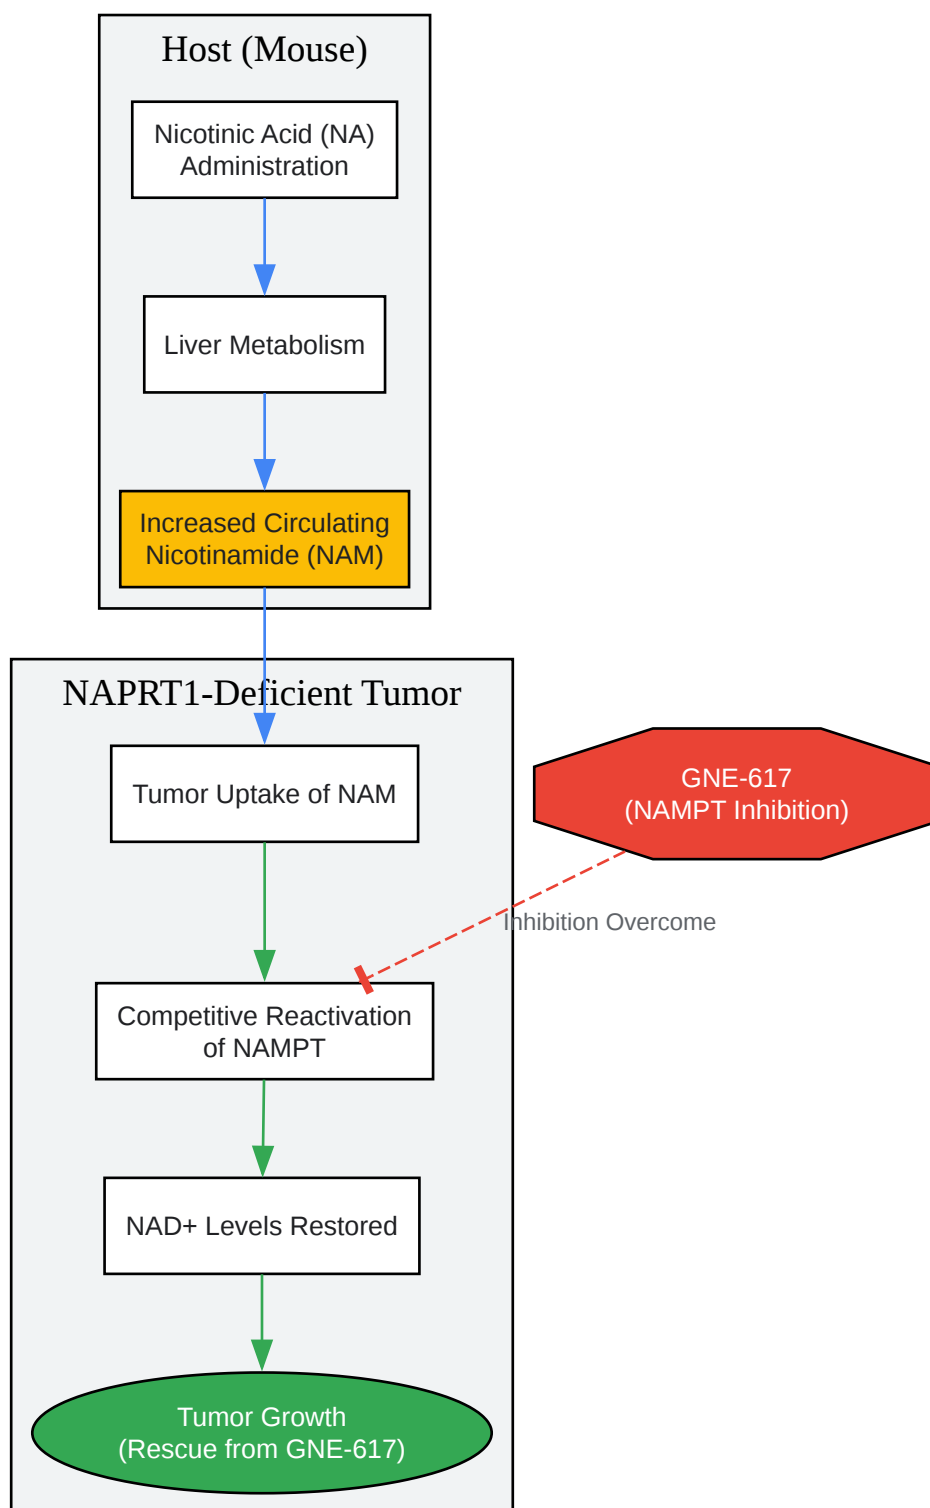 Host (Mouse)
Nicotinic Acid (NA)
Administration
Liver Metabolism
Increased Circulating
Nicotinamide (NAM)
NAPRT1-Deficient Tumor
Tumor Uptake of NAM
GNE-617
(NAMPT Inhibition)
Inhibition Overcome
Competitive Reactivation
of NAMPT
NAD+ Levels Restored
Tumor Growth
(Rescue from GNE-617)